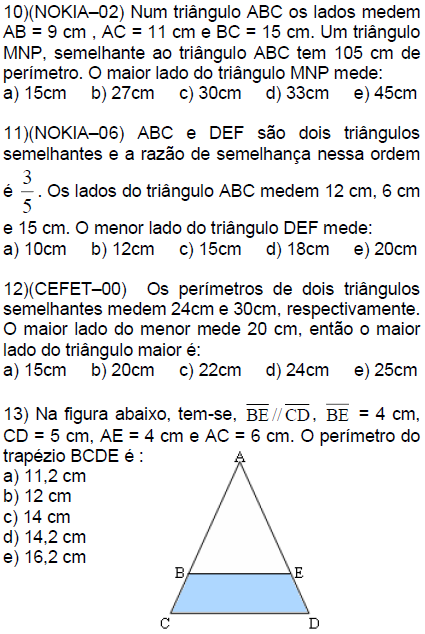 10)(NOKIA–02) Num triângulo ABC os lados medem
AB = 9 cm , AC = 11 cm e BC = 15 cm. Um triângulo
MNP, semelhante ao triângulo ABC tem 105 cm de
perímetro. O maior lado do triângulo MNP mede:
a) 15cm b) 27cm c) 30cm d) 33cm e) 45cm
11)(NOKIA–06) ABC e DEF são dois triângulos
semelhantes e a razão de semelhança nessa ordem
é 3/5 . Os lados do triângulo ABC medem 12 cm, 6 cm
e 15 cm. O menor lado do triângulo DEF mede:
a) 10cm b) 12cm c) 15cm d) 18cm e) 20cm
12)(CEFET–00) Os perímetros de dois triângulos
semelhantes medem 24cm e 30cm, respectivamente.
O maior lado do menor mede 20 cm, então o maior
lado do triângulo maior é:
a) 15cm b) 20cm c) 22cm d) 24cm e) 25cm
13) Na figura abaixo, tem-se, B̅E̅ // C̅D̅, B̅E̅ = 4 cm,
CD = 5 cm, AE = 4 cm e AC = 6 cm. O perímetro do
trapézio BCDE é :
a) 11,2 cm
b) 12 cm
c) 14 cm
d) 14,2 cm
e) 16,2 cm
A
B E
C D